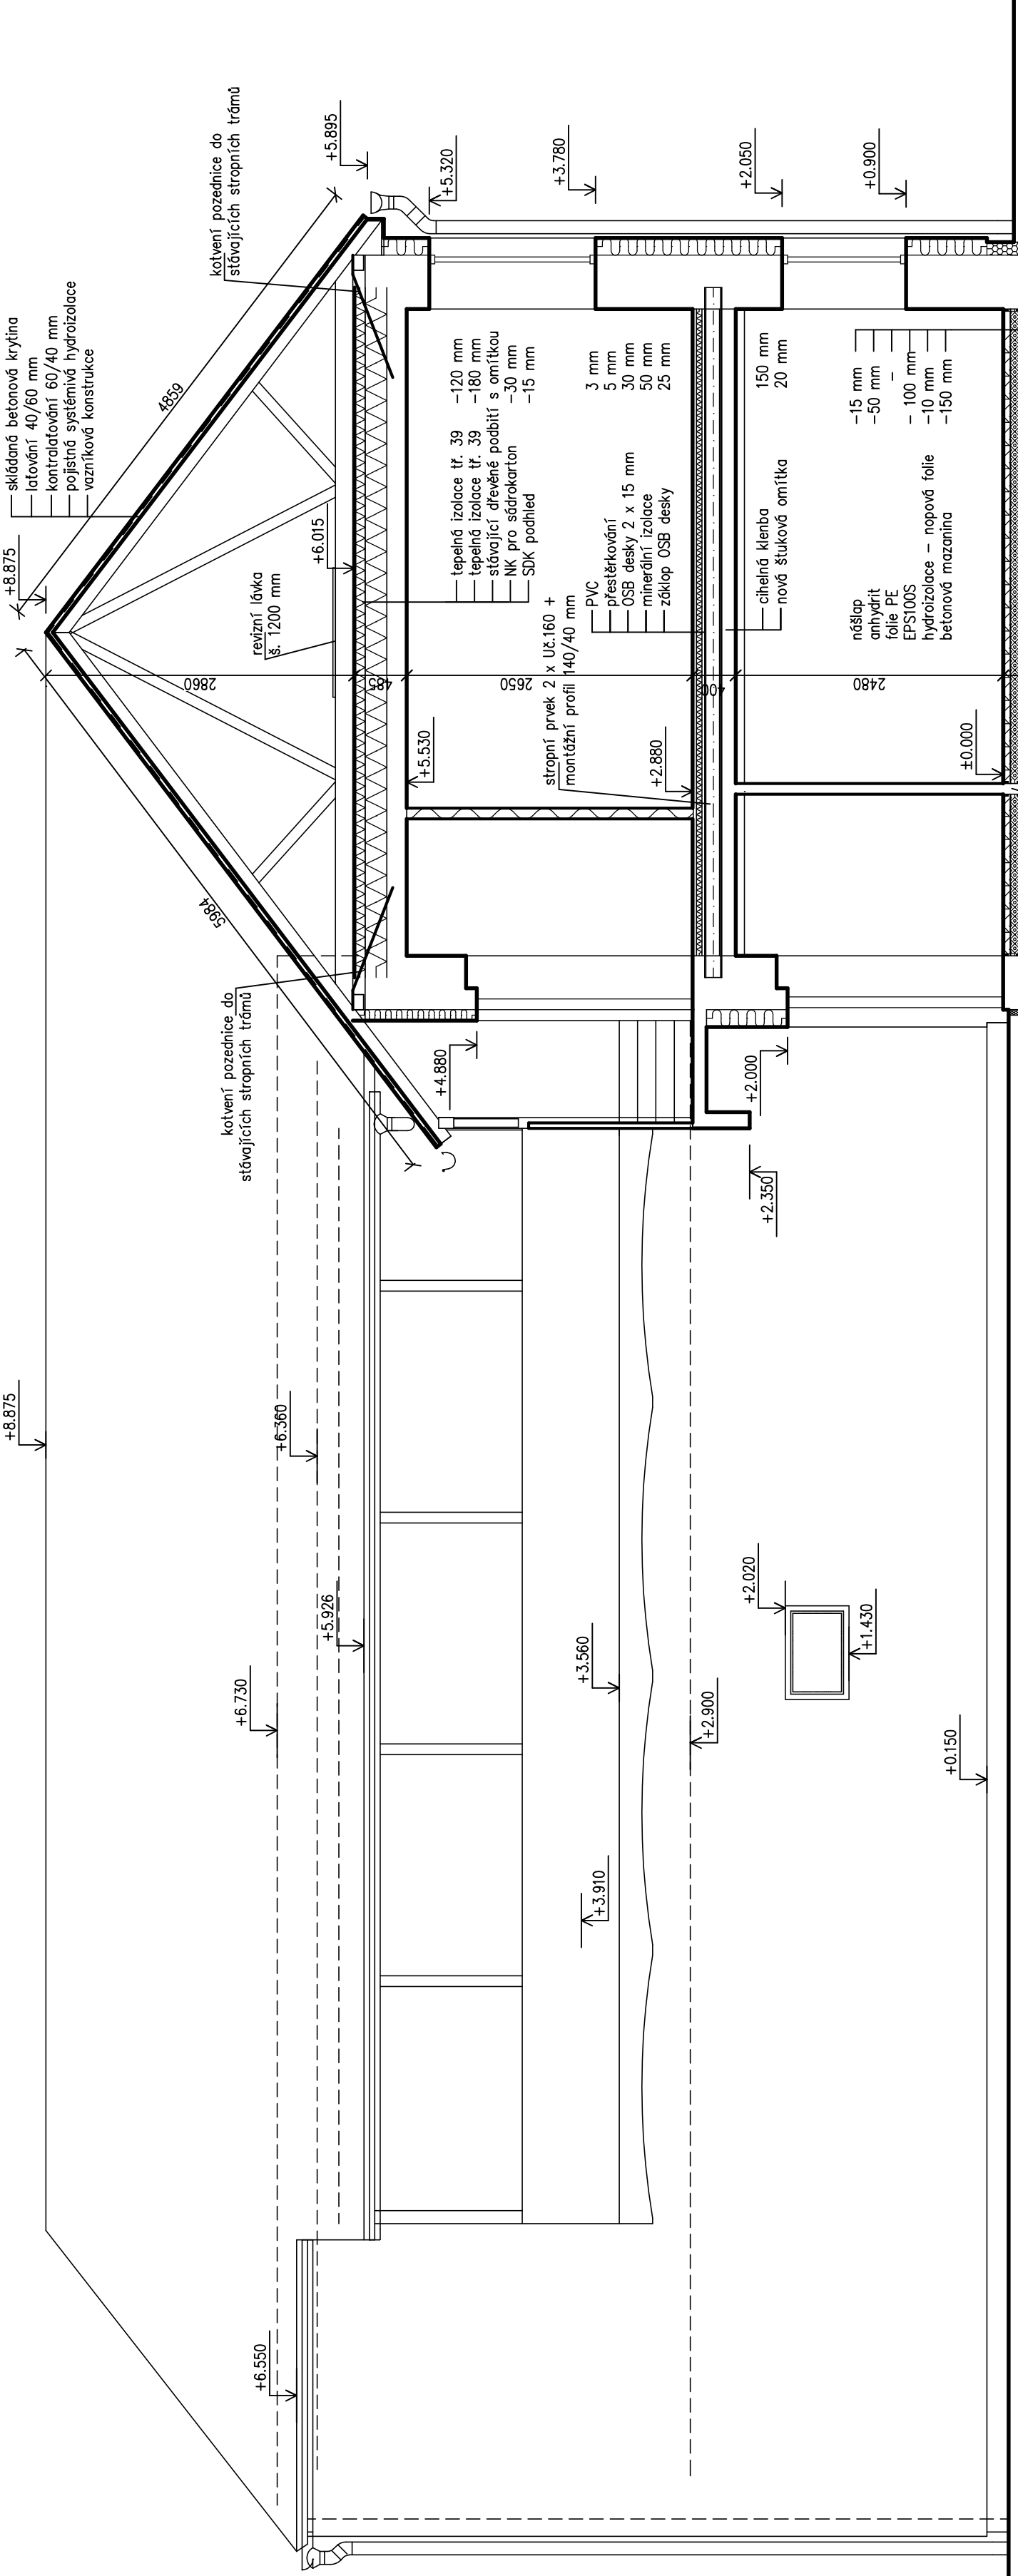 skládaná betonová krytina
laťování 40/60 mm
kontralaťování 60/40 mm
pojistná systémivá hydroizolace
vazníková konstrukce
+8.875
4859
kotvení pozednice do
stávajících stropních trámů
+5.895
+5.320
+3.780
+2.050
+0.900
revizní lávka
š. 1200 mm
+6.015
2860
485
2650
400
2480
tepelná izolace tř. 39 -120 mm
tepelná izolace tř. 39 -180 mm
stávající dřevěné podbití s omítkou
NK pro sádrokarton -30 mm
SDK podhled -15 mm
+5.530
stropní prvek 2 x Uč.160 +
montážní profil 140/40 mm
PVC 3 mm
přestěrkování 5 mm
OSB desky 2 x 15 mm 30 mm
minerální izolace 50 mm
záklop OSB desky 25 mm
+2.880
cihelná klenba 150 mm
nová štuková omítka 20 mm
nášlap -15 mm
anhydrit -50 mm
folie PE -
EPS100S - 100 mm
hydroizolace - nopová folie -10 mm
betonová mazanina -150 mm
±0.000
5984
kotvení pozednice do
stávajících stropních trámů
+4.880
+2.000
+2.350
+8.875
+6.360
+5.926
+6.730
+3.560
+2.900
+3.910
+2.020
+1.430
+0.150
+6.550